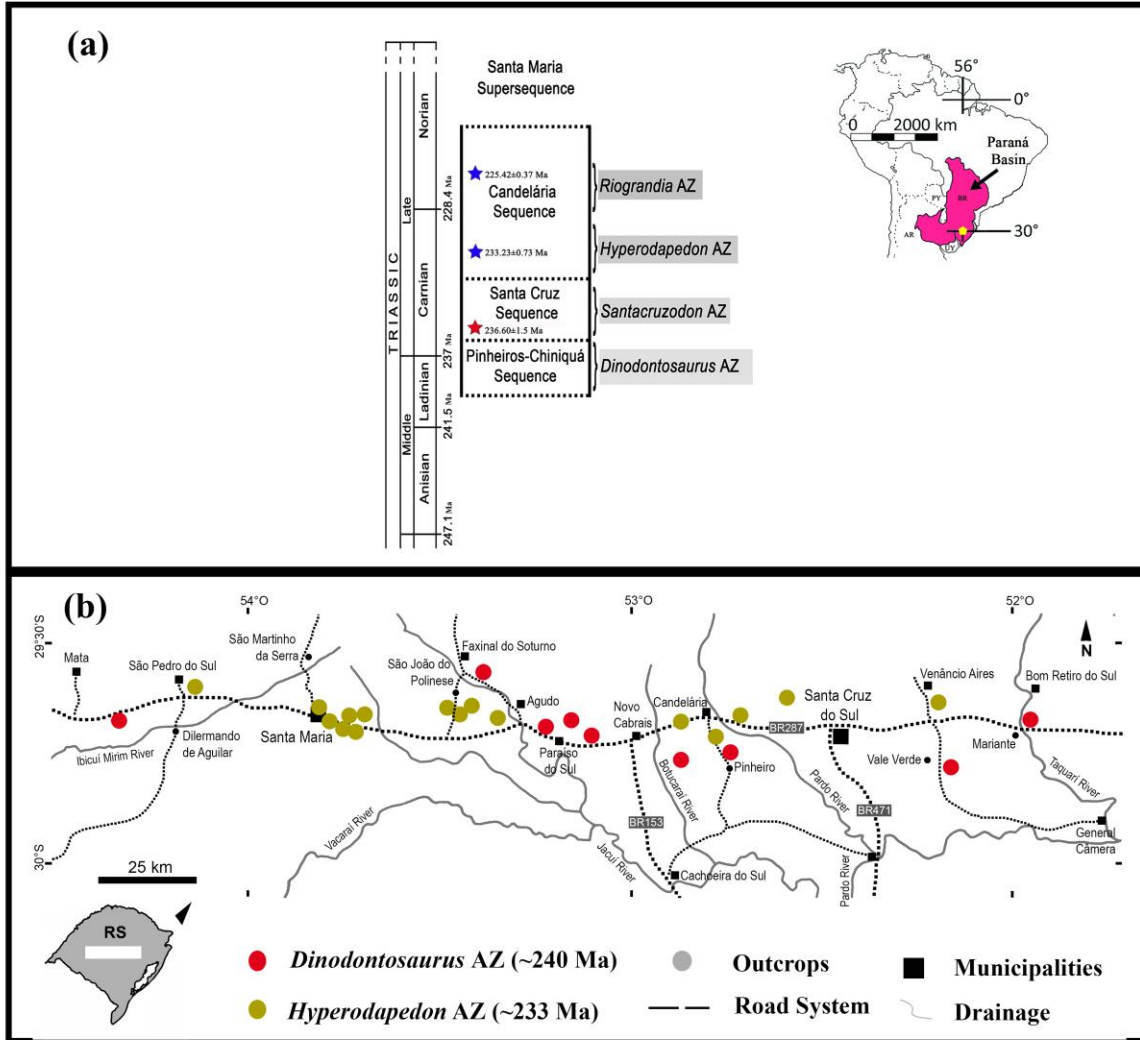 (a)
Santa Maria
Supersequence
TRIASSIC
Late
Middle
Norian
Carnian
Ladinian
Anisian
228.4 Ma
237 Ma
241.5 Ma
247.1 Ma
225.42±0.37 Ma
Candelária
Sequence
233.23±0.73 Ma
Santa Cruz
Sequence
236.60±1.5 Ma
Pinheiros-Chiniquá
Sequence
Riograndia AZ
Hyperodapedon AZ
Santacruzodon AZ
Dinodontosaurus AZ
56°
0°
0 2000 km
Paraná
Basin
PY
BR
AR
UY
30°
(b)
54°O
53°O
52°O
29°30'S
30°S
N
Mata
São Pedro do Sul
São Martinho
da Serra
Dilermando
de Aguilar
Ibicuí Mirim River
Santa Maria
São João do
Polinese
Faxinal do Soturno
Agudo
Paraíso
do Sul
Vacaraí River
Jacuí River
Novo
Cabrais
Candelária
BR287
BR153
Botucaraí River
Pinheiro
Cachoeira do Sul
Santa Cruz
do Sul
Pardo River
BR471
Pardo River
Venâncio Aires
Vale Verde
Bom Retiro do Sul
Mariante
Taquarí River
General
Câmera
25 km
RS
Dinodontosaurus AZ (~240 Ma)
Hyperodapedon AZ (~233 Ma)
Outcrops
Road System
Municipalities
Drainage